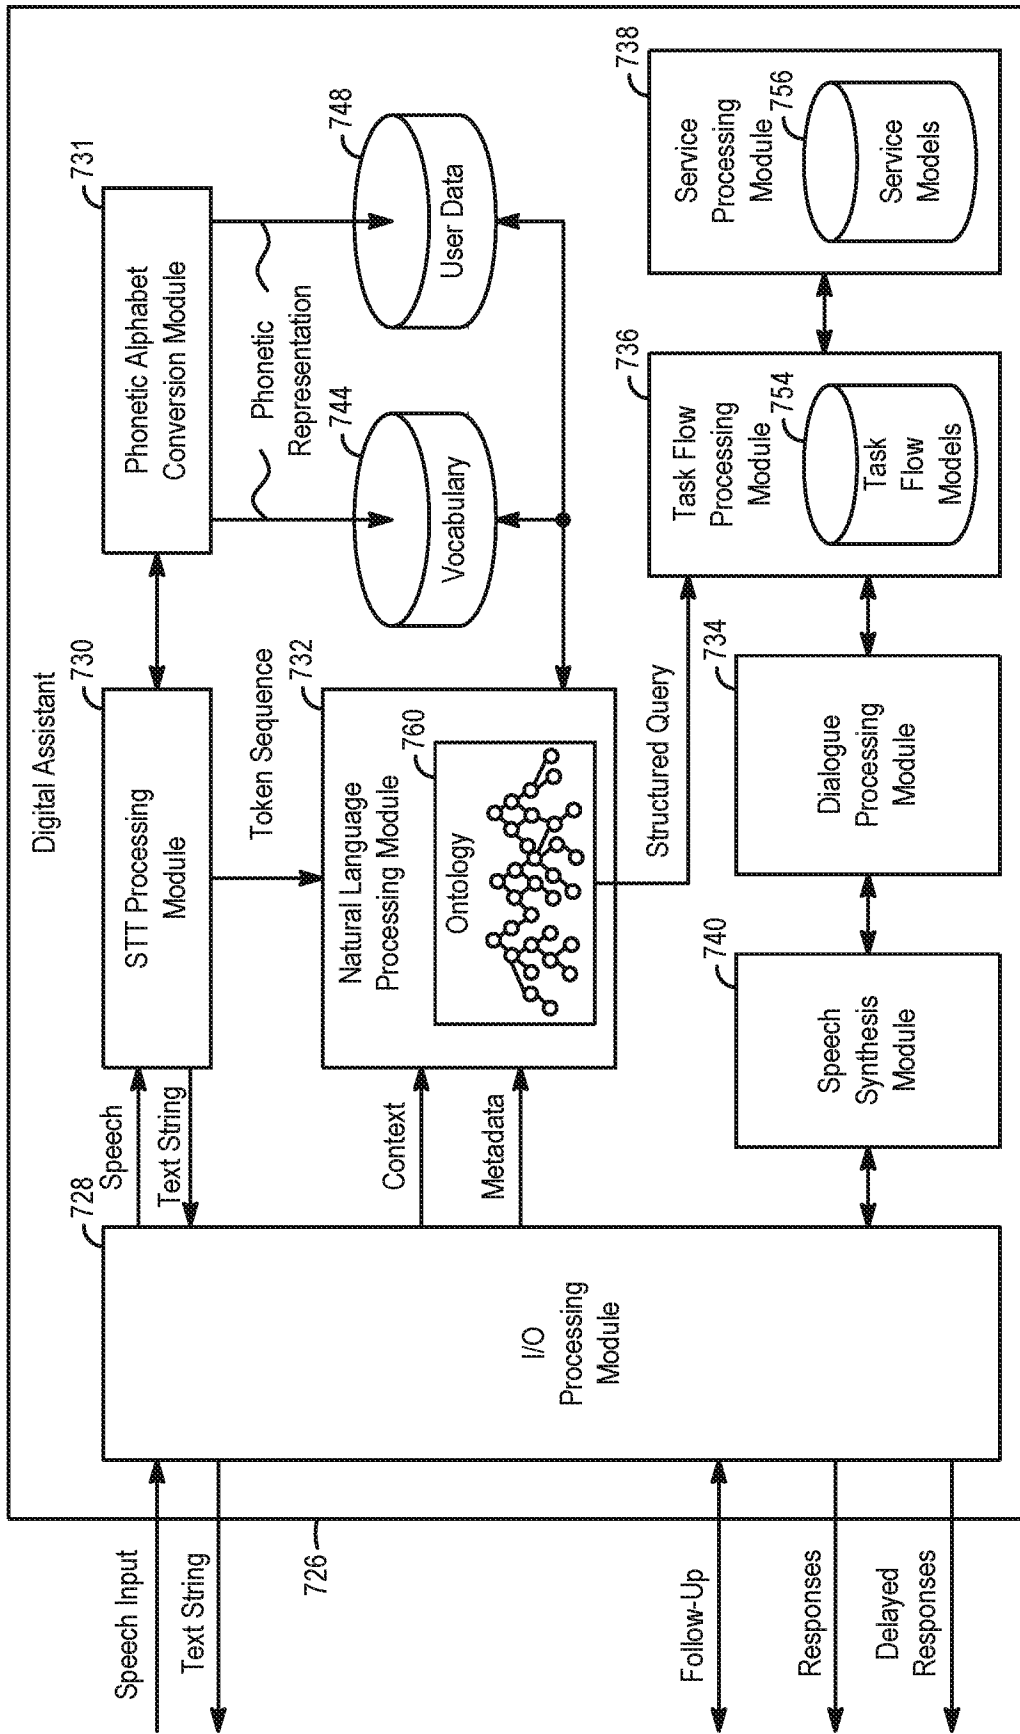 Digital Assistant
726
Speech Input
Text String
Follow-Up
Responses
Delayed
Responses
728
I/O
Processing
Module
Speech
Text String
Context
Metadata
730
STT Processing
Module
Token Sequence
731
Phonetic Alphabet
Conversion Module
Phonetic
Representation
744
Vocabulary
748
User Data
732
Natural Language
Processing Module
760
Ontology
Structured Query
740
Speech
Synthesis
Module
734
Dialogue
Processing
Module
736
Task Flow
Processing
Module
754
Task
Flow
Models
738
Service
Processing
Module
756
Service
Models